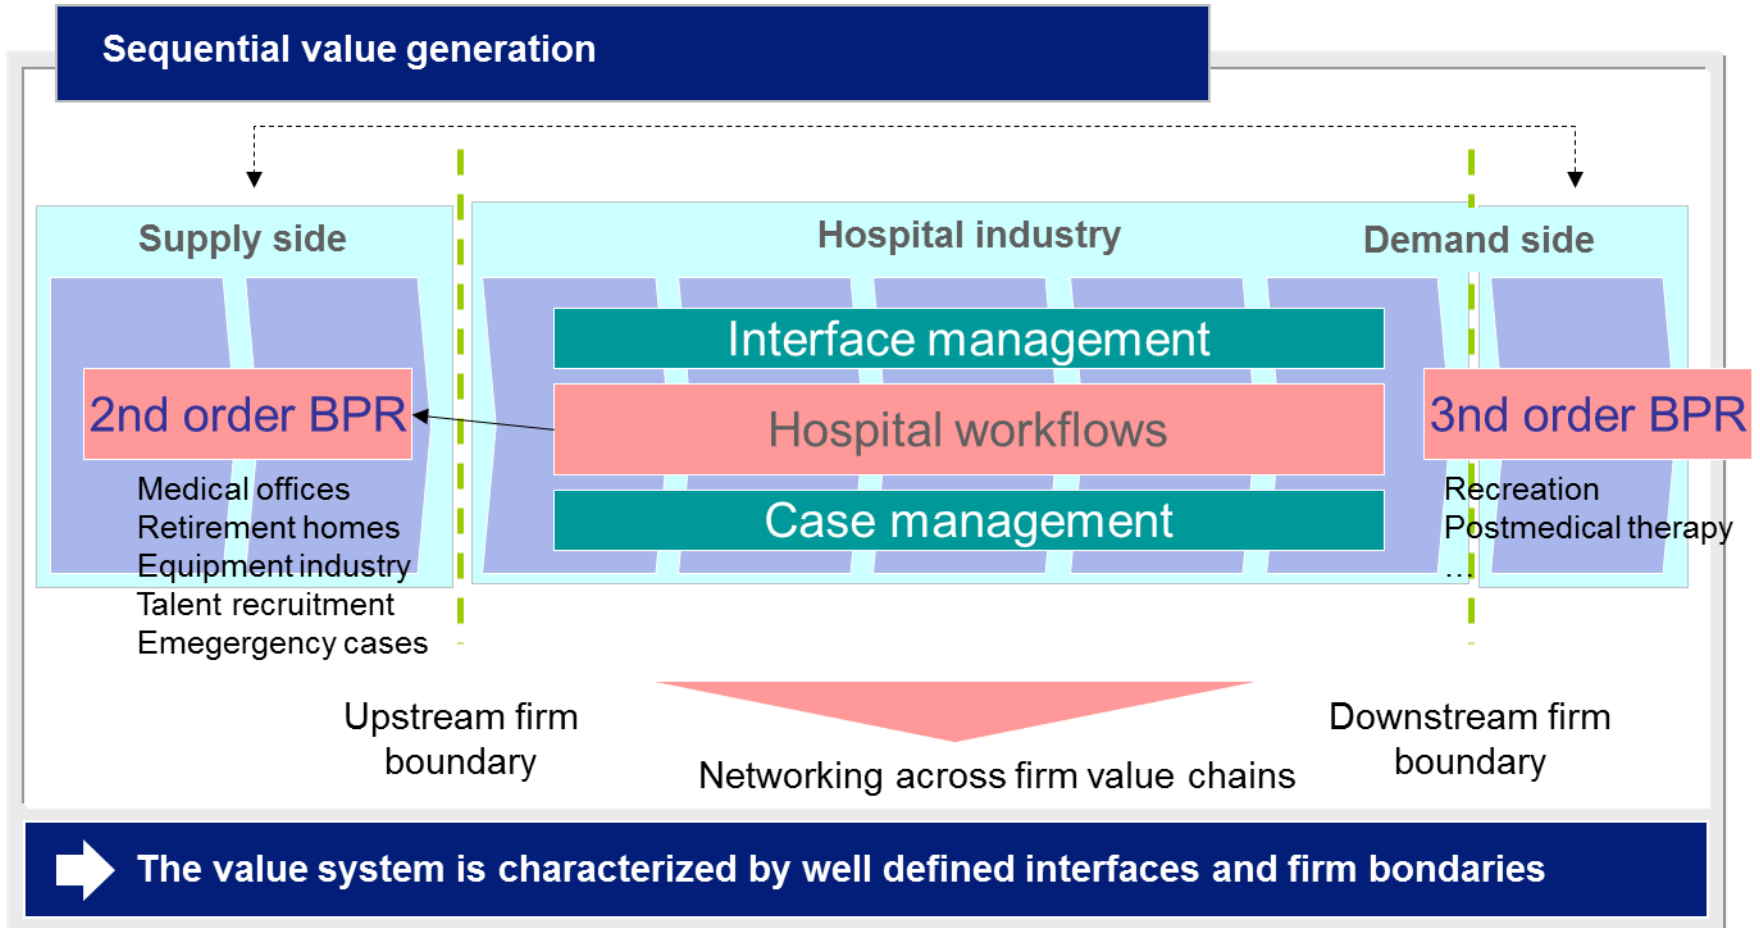 Sequential value generation
Supply side
Hospital industry
Demand side
Interface management
2nd order BPR
Hospital workflows
3nd order BPR
Case management
Medical offices
Retirement homes
Equipment industry
Talent recruitment
Emegergency cases
Recreation
Postmedical therapy
...
Upstream firm
boundary
Networking across firm value chains
Downstream firm
boundary
The value system is characterized by well defined interfaces and firm bondaries